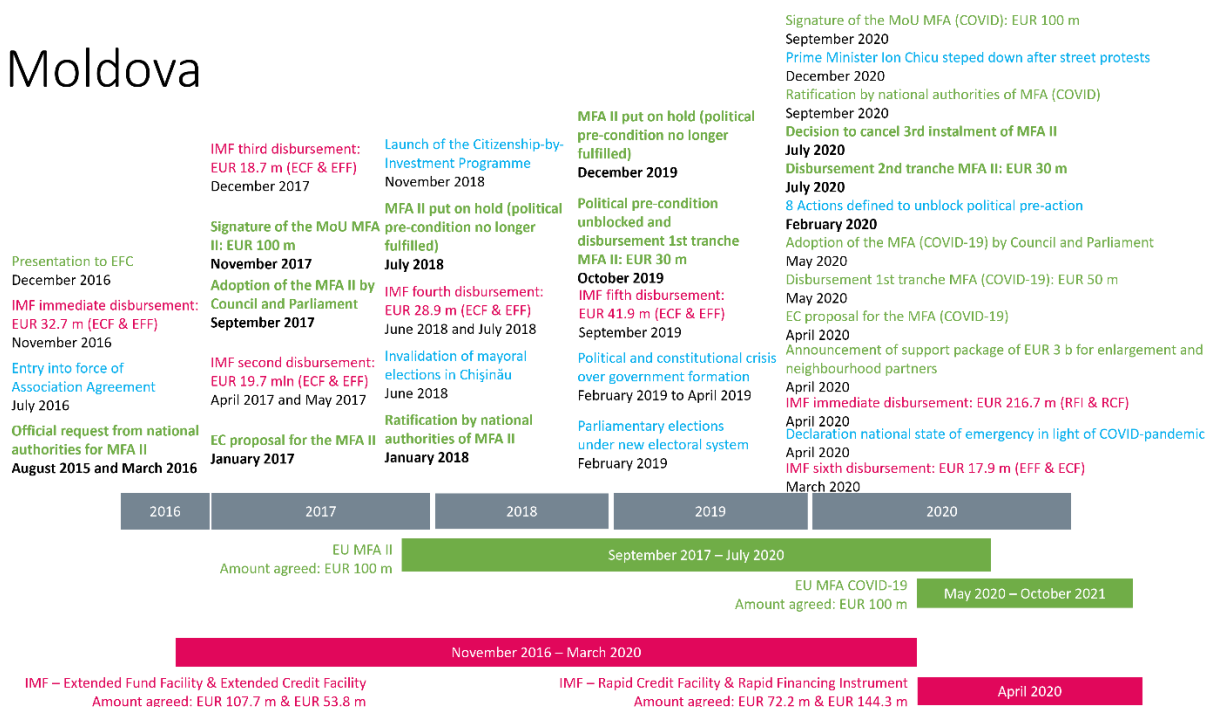 Moldova
Presentation to EFC
December 2016
IMF immediate disbursement:
EUR 32.7 m (ECF & EFF)
November 2016
Entry into force of
Association Agreement
July 2016
Official request from national
authorities for MFA II
August 2015 and March 2016
IMF third disbursement:
EUR 18.7 m (ECF & EFF)
December 2017
Signature of the MoU MFA
II: EUR 100 m
November 2017
Adoption of the MFA II by
Council and Parliament
September 2017
IMF second disbursement:
EUR 19.7 mln (ECF & EFF)
April 2017 and May 2017
EC proposal for the MFA II
January 2017
Launch of the Citizenship-by-
Investment Programme
November 2018
MFA II put on hold (political
pre-condition no longer
fulfilled)
July 2018
IMF fourth disbursement:
EUR 28.9 m (ECF & EFF)
June 2018 and July 2018
Invalidation of mayoral
elections in Chişinău
June 2018
Ratification by national
authorities of MFA II
January 2018
MFA II put on hold (political
pre-condition no longer
fulfilled)
December 2019
Political pre-condition
unblocked and
disbursement 1st tranche
MFA II: EUR 30 m
October 2019
IMF fifth disbursement:
EUR 41.9 m (ECF & EFF)
September 2019
Political and constitutional crisis
over government formation
February 2019 to April 2019
Parliamentary elections
under new electoral system
February 2019
Signature of the MoU MFA (COVID): EUR 100 m
September 2020
Prime Minister Ion Chicu steped down after street protests
December 2020
Ratification by national authorities of MFA (COVID)
September 2020
Decision to cancel 3rd instalment of MFA II
July 2020
Disbursement 2nd tranche MFA II: EUR 30 m
July 2020
8 Actions defined to unblock political pre-action
February 2020
Adoption of the MFA (COVID-19) by Council and Parliament
May 2020
Disbursement 1st tranche MFA (COVID-19): EUR 50 m
May 2020
EC proposal for the MFA (COVID-19)
April 2020
Announcement of support package of EUR 3 b for enlargement and
neighbourhood partners
April 2020
IMF immediate disbursement: EUR 216.7 m (RFI & RCF)
April 2020
Declaration national state of emergency in light of COVID-pandemic
April 2020
IMF sixth disbursement: EUR 17.9 m (EFF & ECF)
March 2020
2016
2017
2018
2019
2020
EU MFA II
Amount agreed: EUR 100 m
September 2017 – July 2020
EU MFA COVID-19
Amount agreed: EUR 100 m
May 2020 – October 2021
November 2016 – March 2020
IMF – Extended Fund Facility & Extended Credit Facility
Amount agreed: EUR 107.7 m & EUR 53.8 m
IMF – Rapid Credit Facility & Rapid Financing Instrument
Amount agreed: EUR 72.2 m & EUR 144.3 m
April 2020